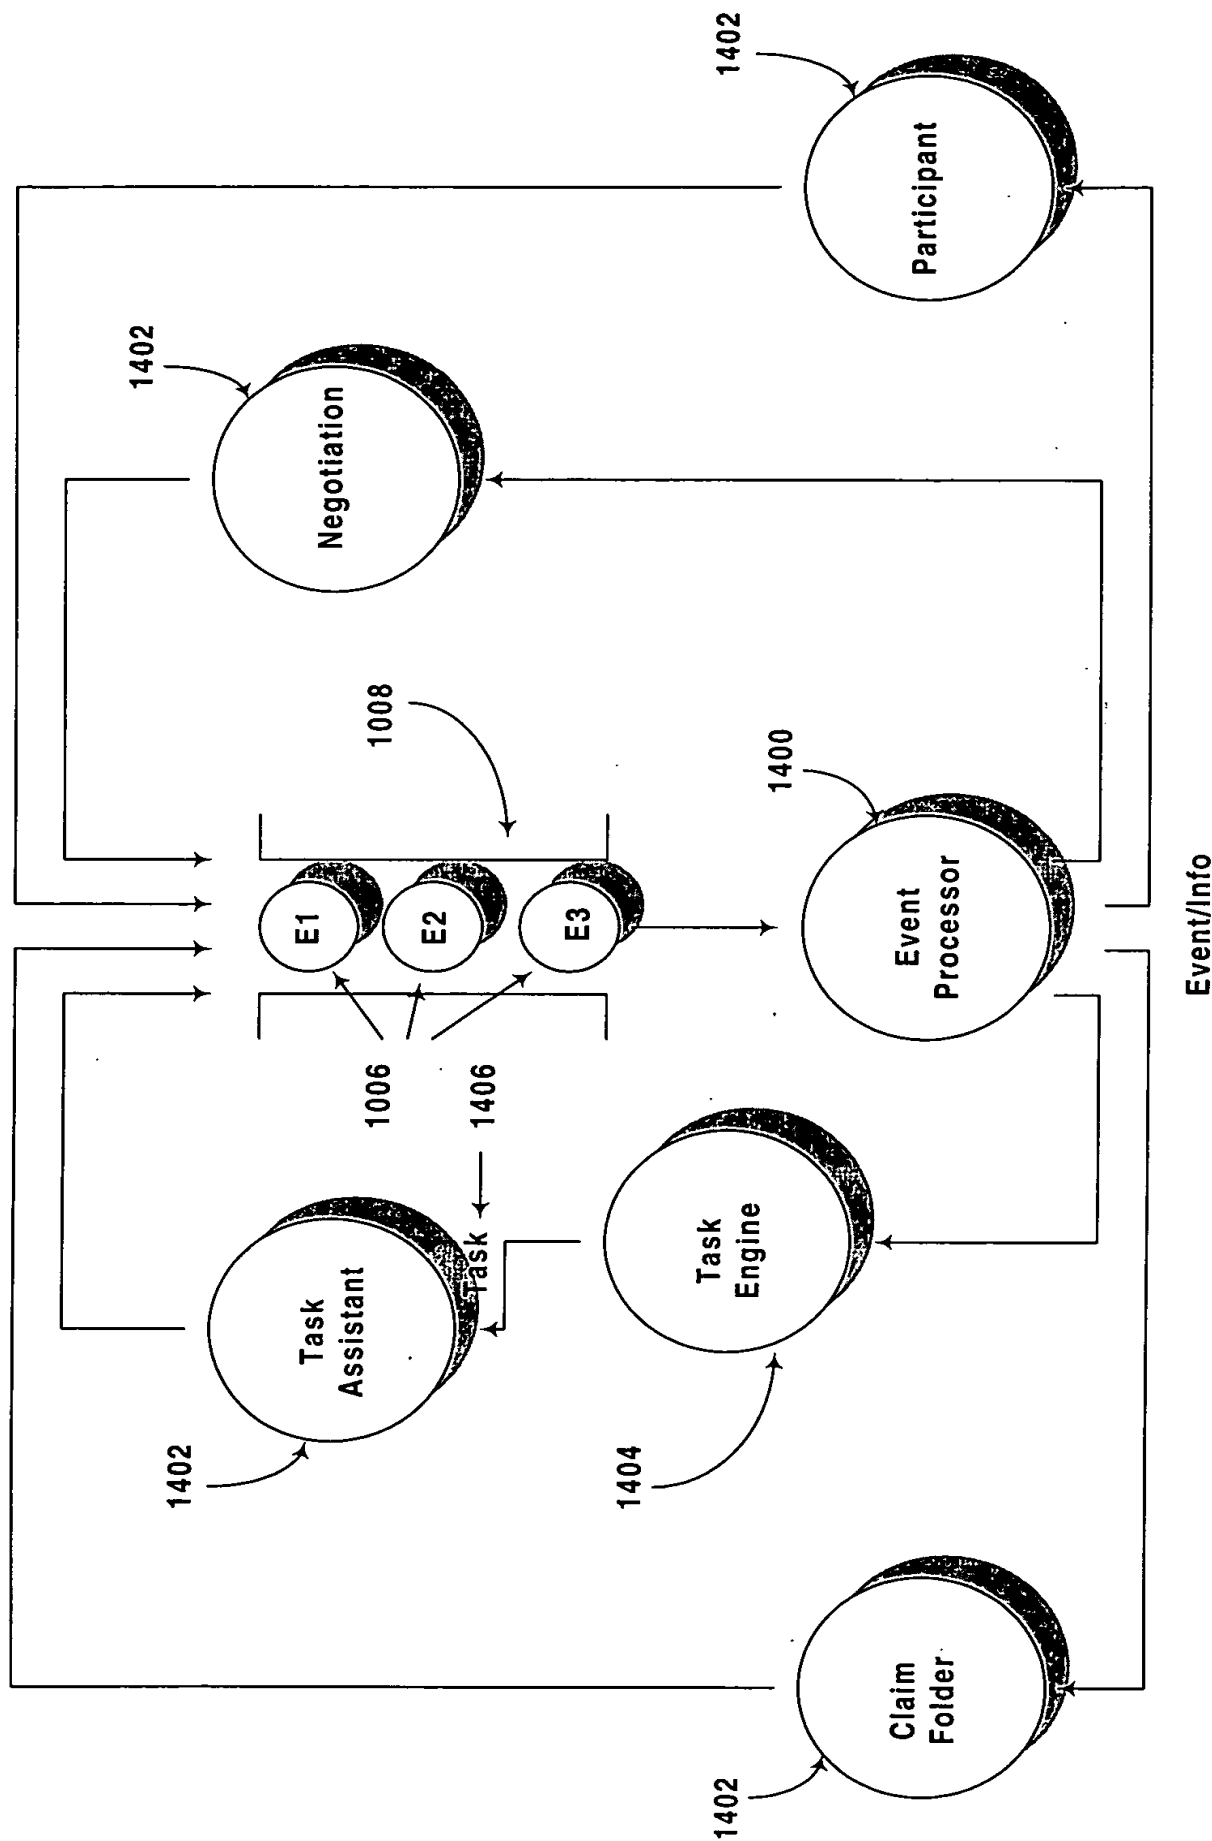 1402
Negotiation
1402
Participant
1008
E1
E2
E3
1400
Event
Processor
1006
1406
Task
Assistant
Task
1402
Task
Engine
1404
Claim
Folder
1402
Event/Info